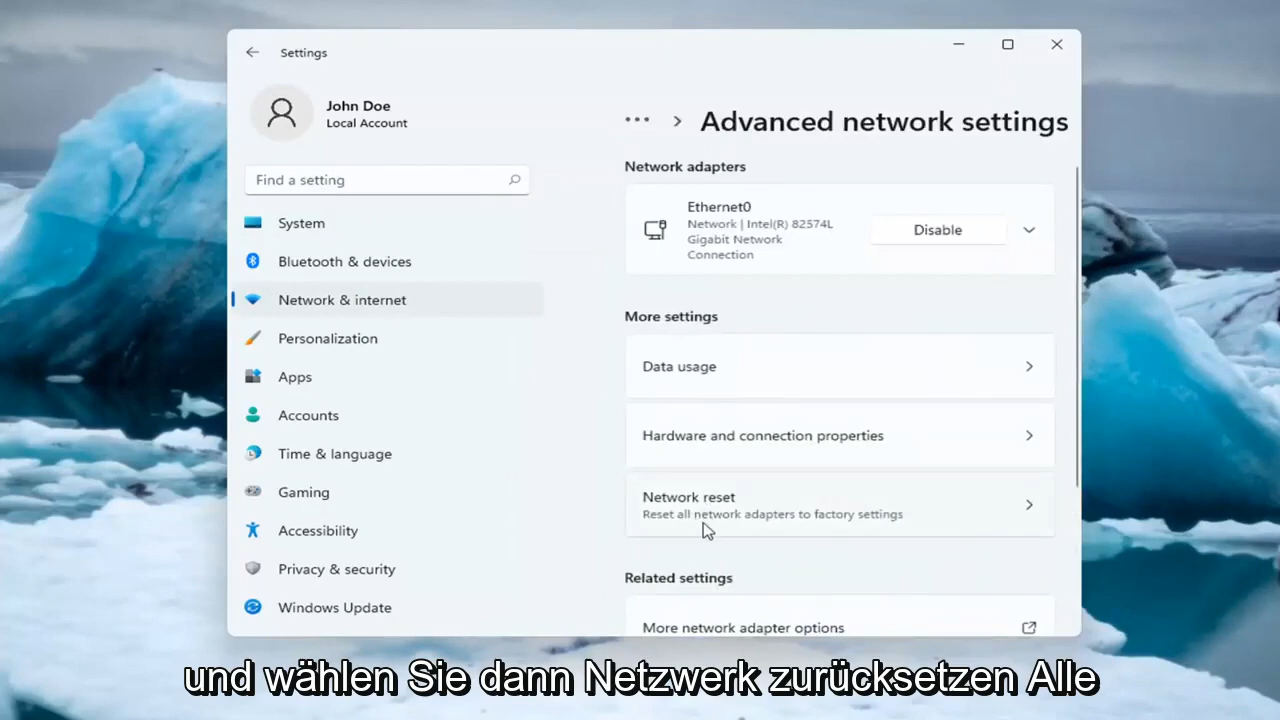 Settings
John Doe
Local Account
Find a setting
System
Bluetooth & devices
Network & internet
Personalization
Apps
Accounts
Time & language
Gaming
Accessibility
Privacy & security
Windows Update
Advanced network settings
Network adapters
Ethernet0
Network | Intel(R) 82574L
Gigabit Network
Connection
Disable
More settings
Data usage
Hardware and connection properties
Network reset
Reset all network adapters to factory settings
Related settings
More network adapter options
und wählen Sie dann Netzwerk zurücksetzen Alle